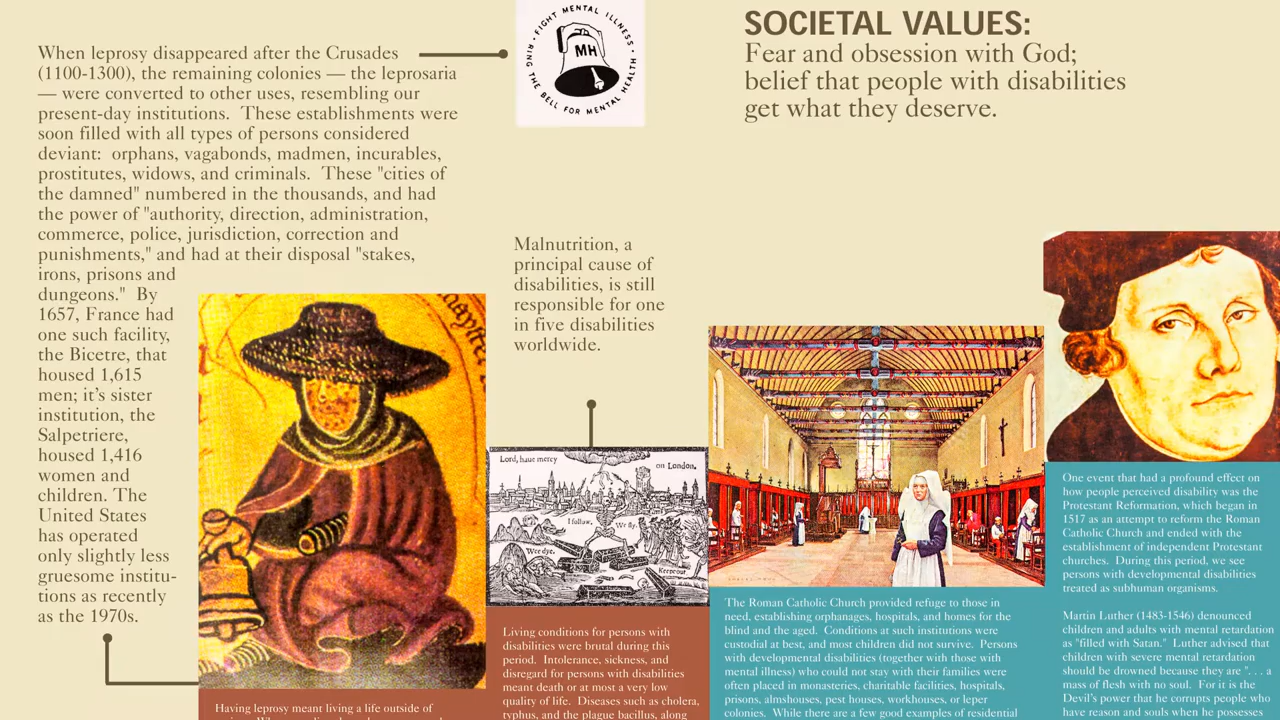 When leprosy disappeared after the Crusades
(1100-1300), the remaining colonies — the leprosaria
— were converted to other uses, resembling our
present-day institutions. These establishments were
soon filled with all types of persons considered
deviant: orphans, vagabonds, madmen, incurables,
prostitutes, widows, and criminals. These "cities of
the damned" numbered in the thousands, and had
the power of "authority, direction, administration,
commerce, police, jurisdiction, correction and
punishments," and had at their disposal "stakes,
irons, prisons and
dungeons." By
1657, France had
one such facility,
the Bicetre, that
housed 1,615
men; it's sister
institution, the
Salpetriere,
housed 1,416
women and
children. The
United States
has operated
only slightly less
gruesome institu-
tions as recently
as the 1970s.
Having leprosy meant living a life outside of
FIGHT MENTAL ILLNESS
MH
RING THE BELL FOR MENTAL HEALTH
Malnutrition, a
principal cause of
disabilities, is still
responsible for one
in five disabilities
worldwide.
Lord, haue mercy
on London.
I follow.
We fly.
Wee dye.
Keepe out
Living conditions for persons with
disabilities were brutal during this
period. Intolerance, sickness, and
disregard for persons with disabilities
meant death or at most a very low
quality of life. Diseases such as cholera,
typhus, and the plague bacillus, along
SOCIETAL VALUES:
Fear and obsession with God;
belief that people with disabilities
get what they deserve.
The Roman Catholic Church provided refuge to those in
need, establishing orphanages, hospitals, and homes for the
blind and the aged. Conditions at such institutions were
custodial at best, and most children did not survive. Persons
with developmental disabilities (together with those with
mental illness) who could not stay with their families were
often placed in monasteries, charitable facilities, hospitals,
prisons, almshouses, pest houses, workhouses, or leper
colonies. While there are a few good examples of residential
One event that had a profound effect on
how people perceived disability was the
Protestant Reformation, which began in
1517 as an attempt to reform the Roman
Catholic Church and ended with the
establishment of independent Protestant
churches. During this period, we see
persons with developmental disabilities
treated as subhuman organisms.
Martin Luther (1483-1546) denounced
children and adults with mental retardation
as "filled with Satan." Luther advised that
children with severe mental retardation
should be drowned because they are ". . . a
mass of flesh with no soul. For it is the
Devil's power that he corrupts people who
have reason and souls when he possesses